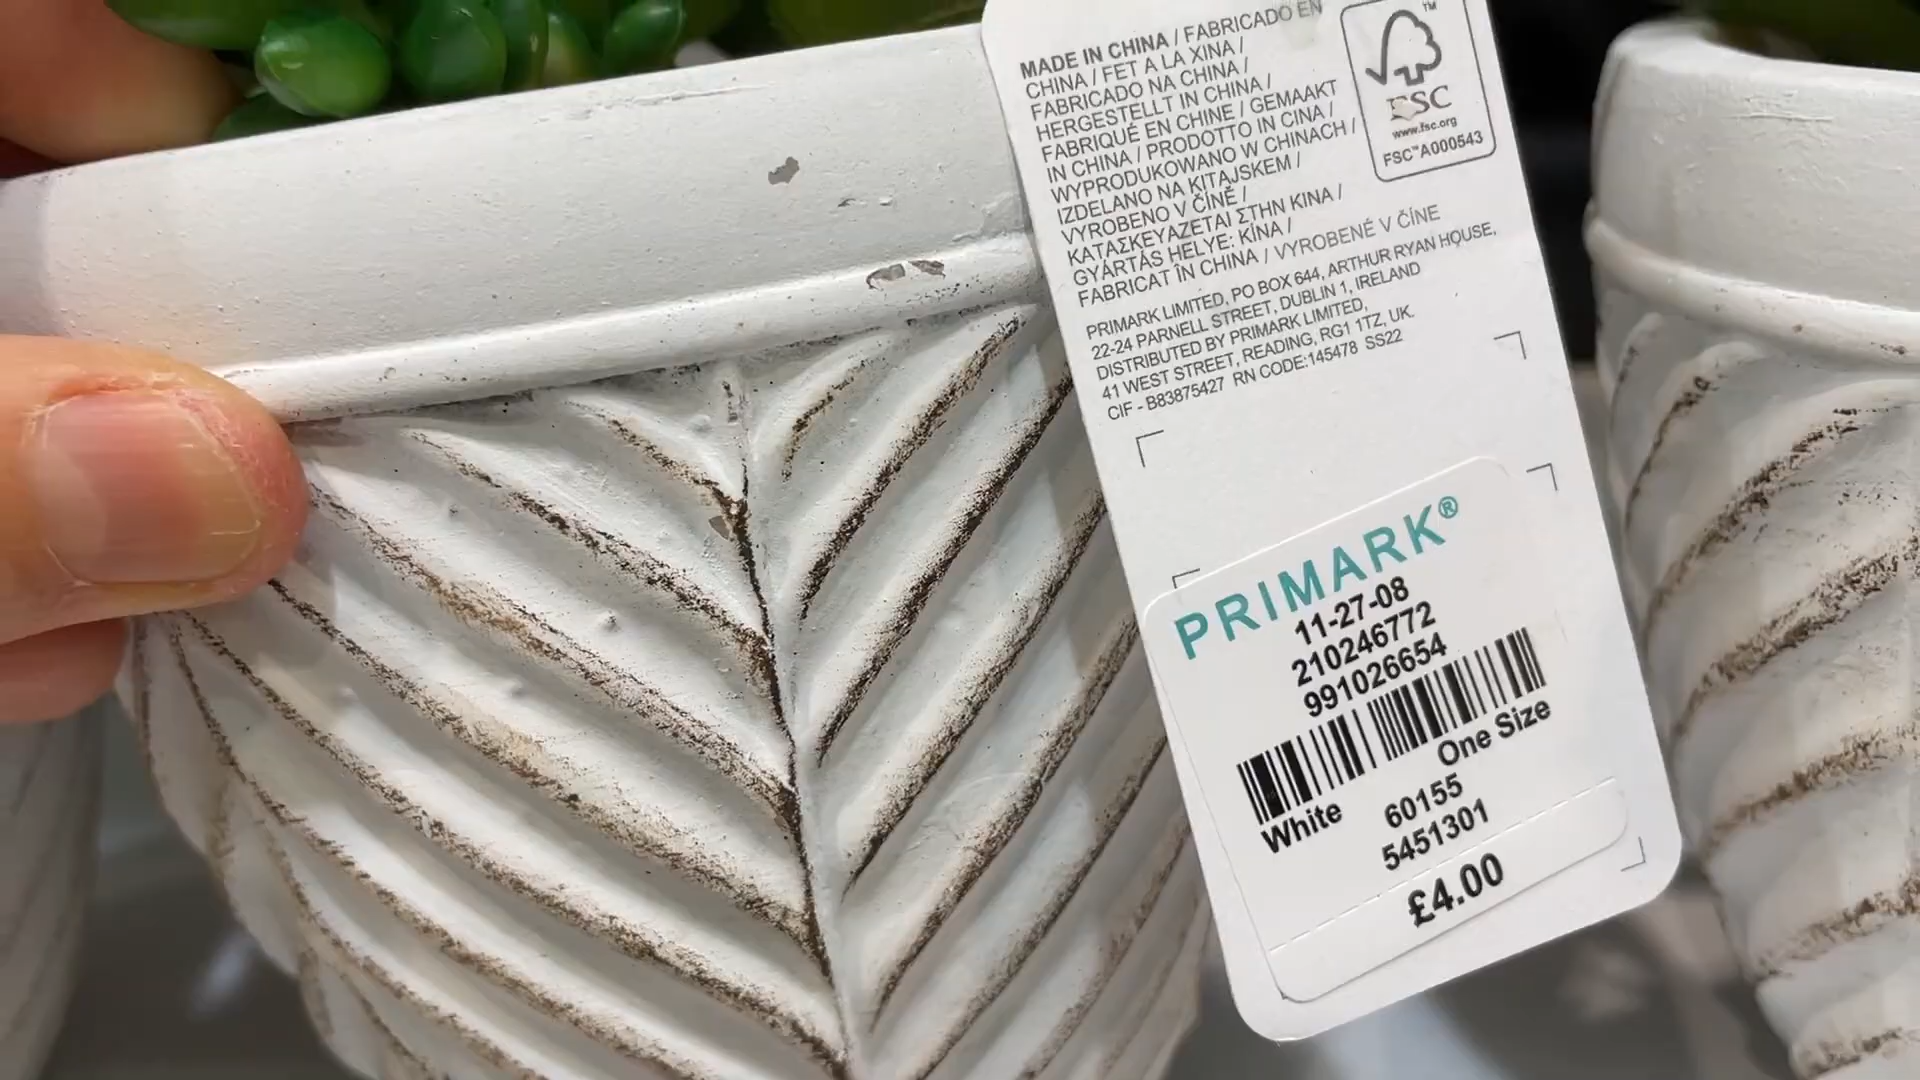 MADE IN CHINA / FABRICADO EN
CHINA / FET A LA XINA /
FABRICADO NA CHINA /
HERGESTELLT IN CHINA /
FABRIQUÉ EN CHINE / GEMAAKT
IN CHINA / PRODOTTO IN CINA /
WYPRODUKOWANO W CHINACH /
IZDELANO NA KITAJSKEM /
VYROBENO V ČÍNĚ /
ΚΑΤΑΣΚΕΥΑΖΕΤΑΙ ΣΤΗΝ ΚΙΝΑ /
GYÁRTÁS HELYE: KÍNA /
FABRICAT ÎN CHINA / VYROBENÉ V ČÍNE
TM
FSC
www.fsc.org
FSC™A000543
PRIMARK LIMITED, PO BOX 644, ARTHUR RYAN HOUSE,
22-24 PARNELL STREET, DUBLIN 1, IRELAND
DISTRIBUTED BY PRIMARK LIMITED,
41 WEST STREET, READING, RG1 1TZ, UK.
CIF - B83875427 RN CODE:145478 SS22
PRIMARK®
11-27-08
210246772
991026654
One Size
White
60155
5451301
£4.00